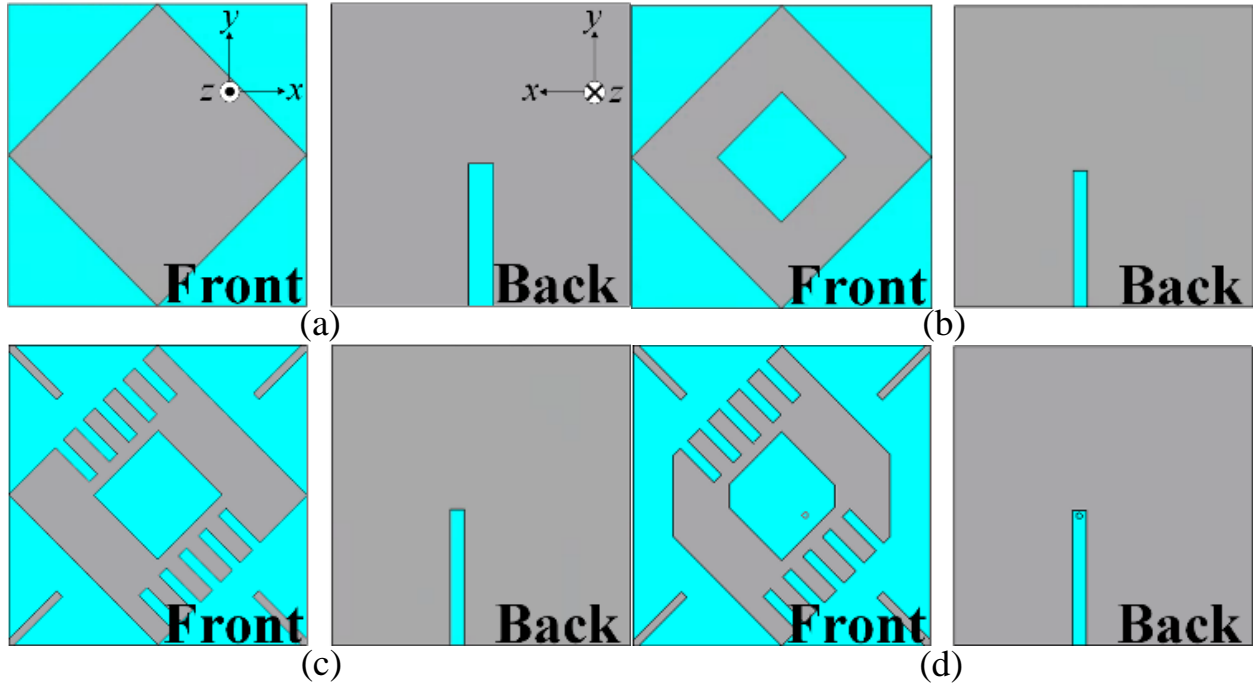 y
z x
Front
y
x z
Back
Front
Back
(a)
(b)
Front
Back
Front
Back
(c)
(d)